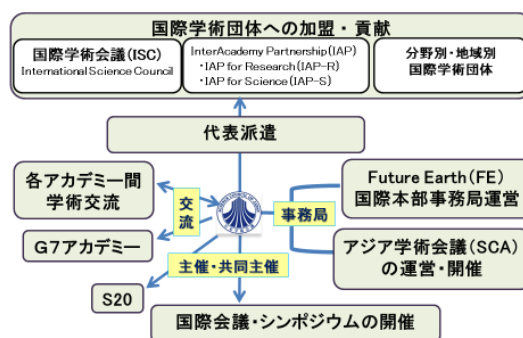 国際学術団体への加盟・貢献
国際学術会議(ISC)
International Science Council
InterAcademy Partnership(IAP)
・IAP for Research(IAP-R)
・IAP for Science(IAP-S)
分野別・地域別
国際学術団体
代表派遣
各アカデミー間
学術交流
交
流
G7アカデミー
S20
主催・共同主催
国際会議・シンポジウムの開催
事務局
Future Earth(FE)
国際本部事務局運営
アジア学術会議(SCA)
の運営・開催